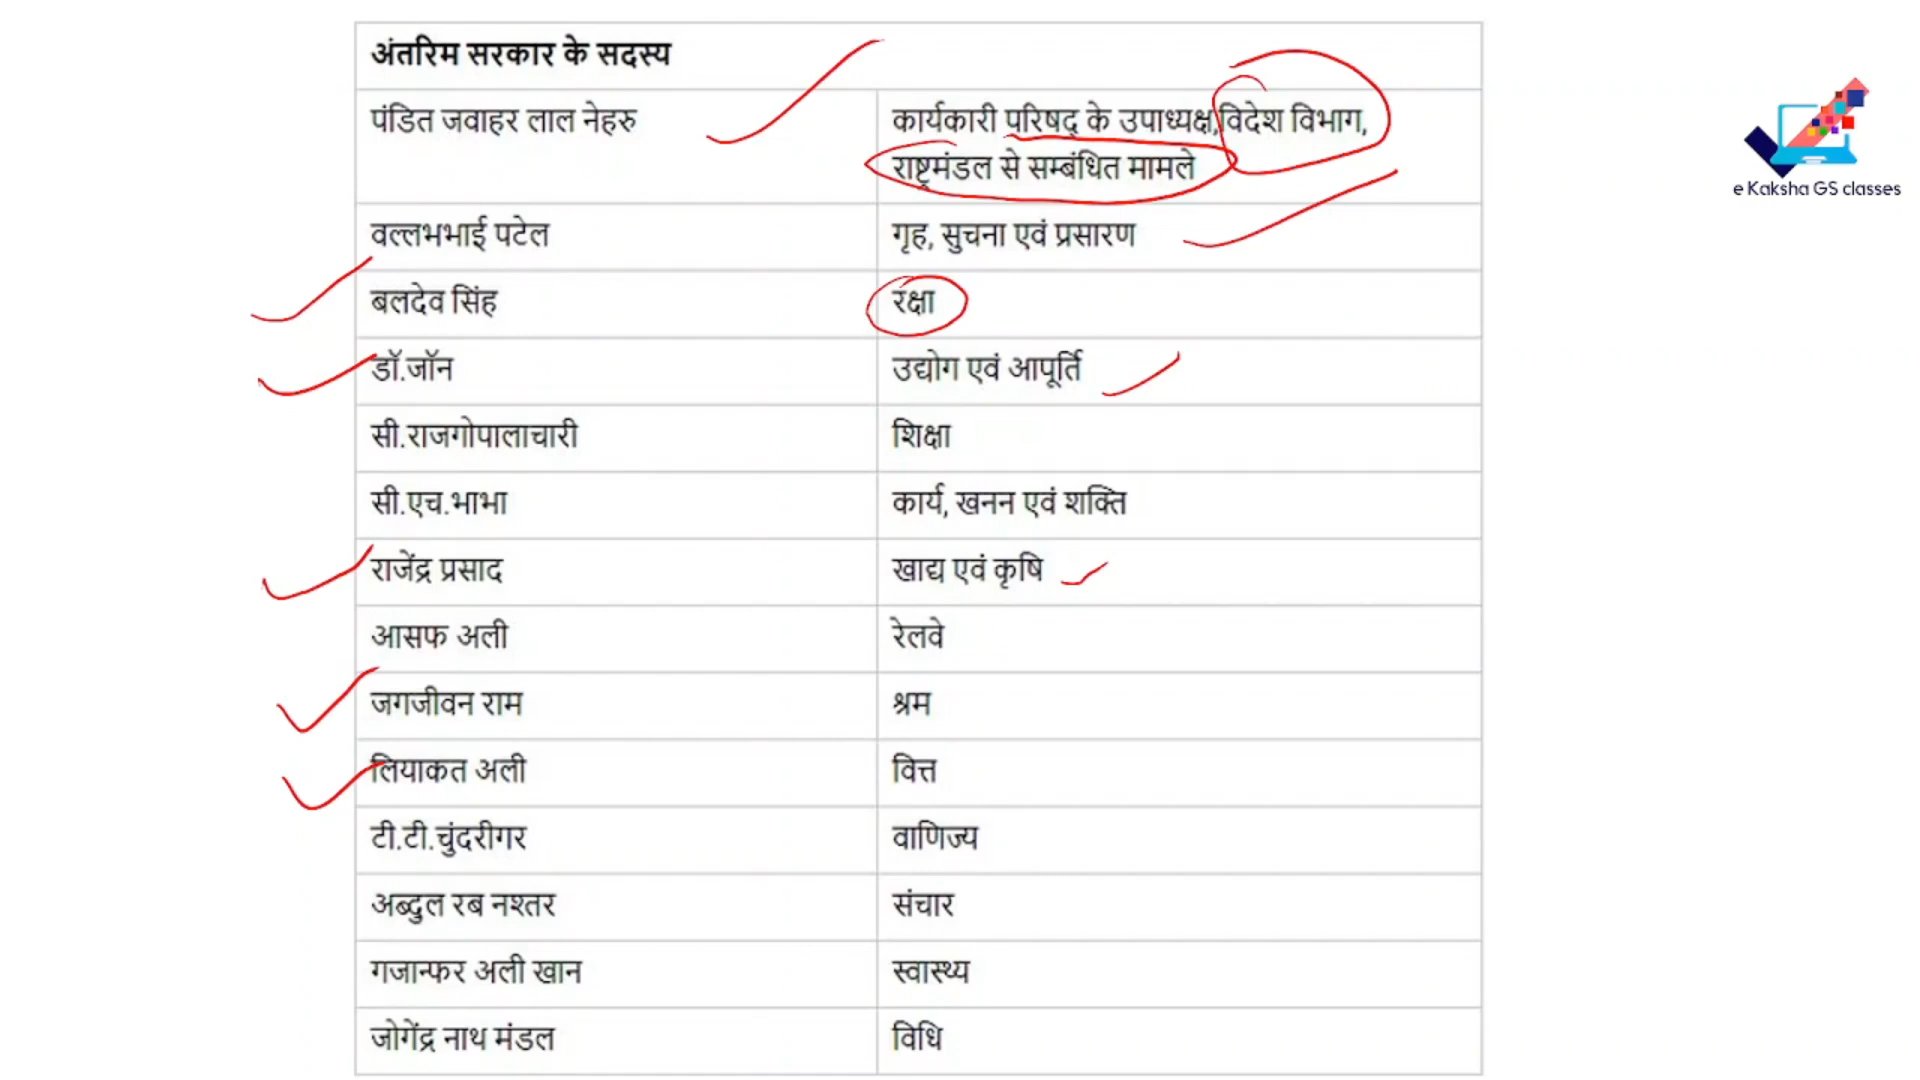 अंतरिम सरकार के सदस्य
पंडित जवाहर लाल नेहरु
कार्यकारी परिषद् के उपाध्यक्ष,विदेश विभाग,
राष्ट्रमंडल से सम्बंधित मामले
e Kaksha GS classes
वल्लभभाई पटेल
गृह, सुचना एवं प्रसारण
बलदेव सिंह
रक्षा
डॉ.जॉन
उद्योग एवं आपूर्ति
सी.राजगोपालाचारी
शिक्षा
सी.एच.भाभा
कार्य, खनन एवं शक्ति
राजेंद्र प्रसाद
खाद्य एवं कृषि
आसफ अली
रेलवे
जगजीवन राम
श्रम
लियाकत अली
वित्त
टी.टी.चुंदरीगर
वाणिज्य
अब्दुल रब नश्तर
संचार
गजान्फर अली खान
स्वास्थ्य
जोगेंद्र नाथ मंडल
विधि